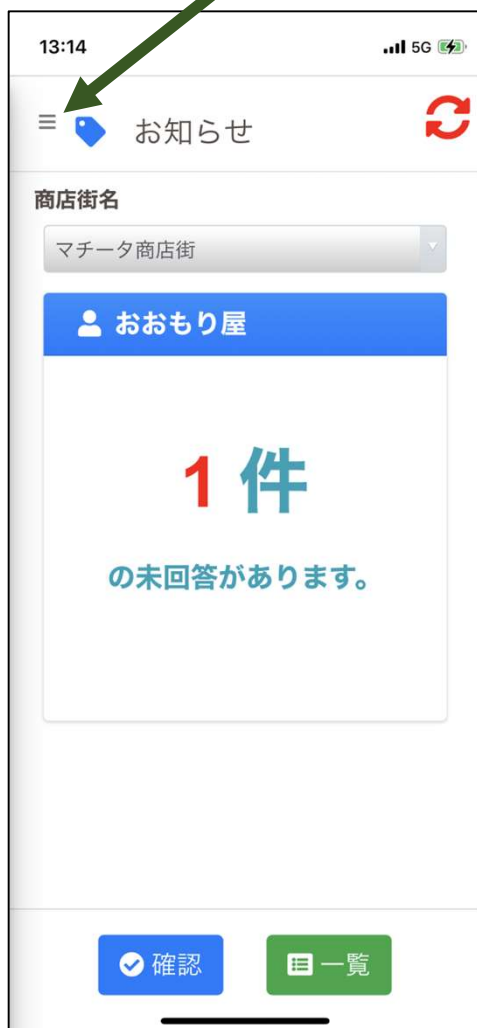 13:14
5G
お知らせ
商店街名
マチータ商店街
おおもり屋
1 件
の未回答があります。
確認
一覧